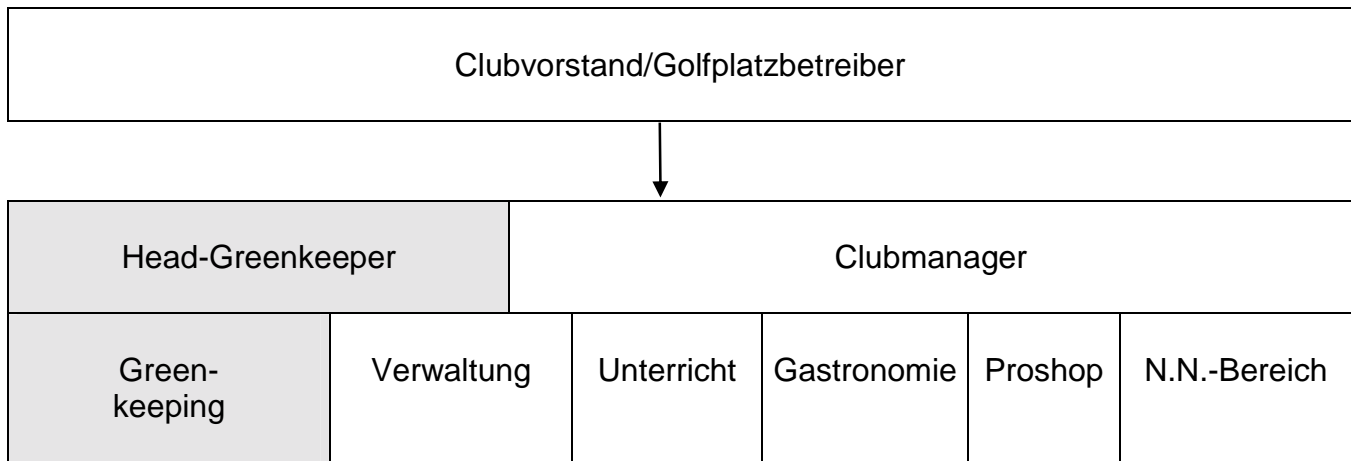 Clubvorstand/Golfplatzbetreiber
Head-Greenkeeper
Clubmanager
Green-
keeping
Verwaltung
Unterricht
Gastronomie
Proshop
N.N.-Bereich